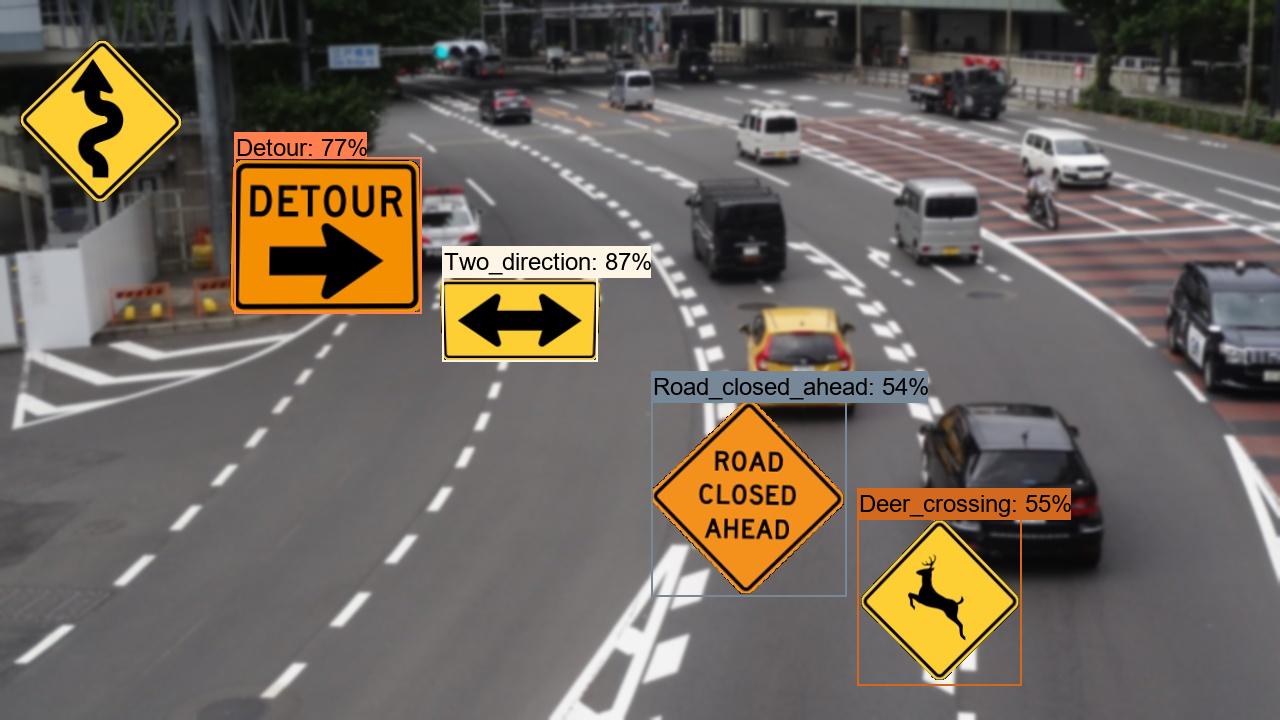 Detour: 77%
DETOUR
Two_direction: 87%
Road_closed_ahead: 54%
ROAD
CLOSED
AHEAD
Deer_crossing: 55%